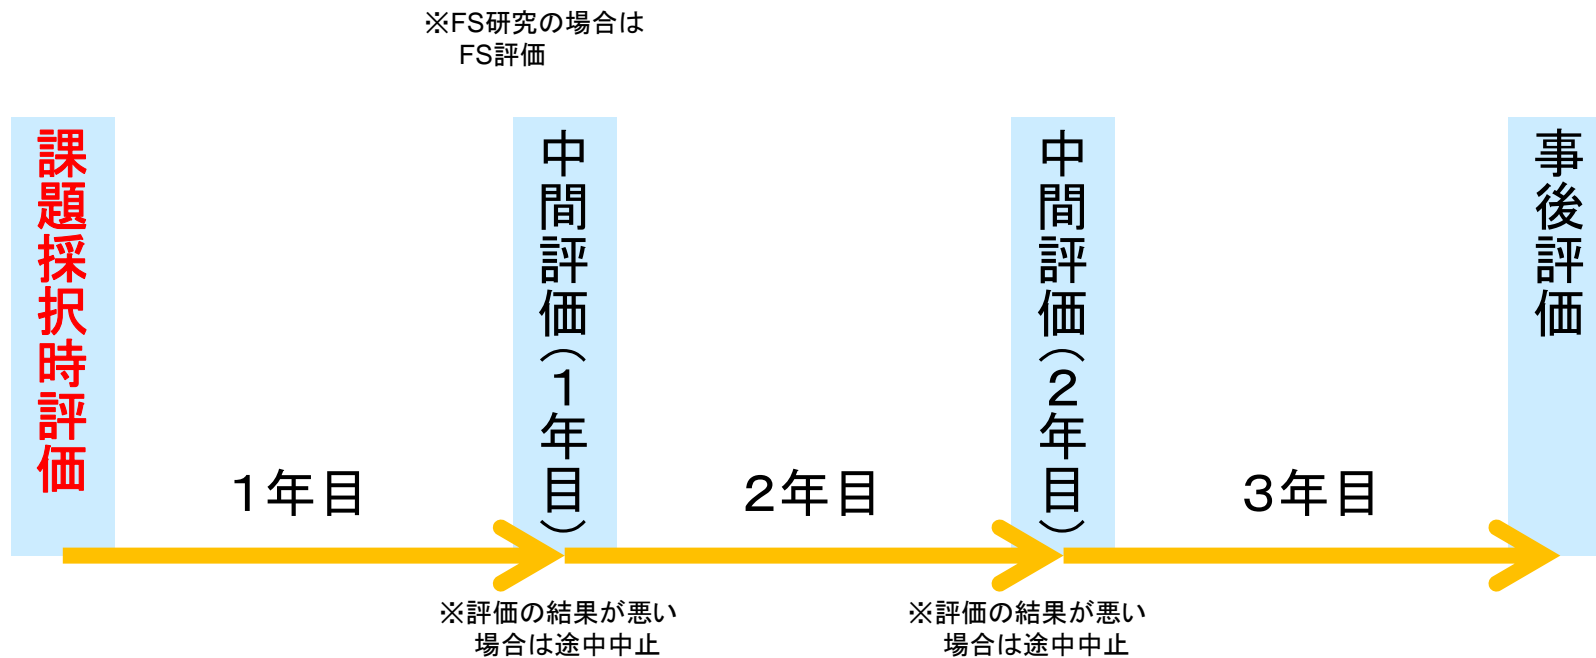 ※FS研究の場合は
FS評価
課題採択時評価
中間評価（１年目）
中間評価（２年目）
事後評価
１年目
２年目
３年目
※評価の結果が悪い
場合は途中中止
※評価の結果が悪い
場合は途中中止